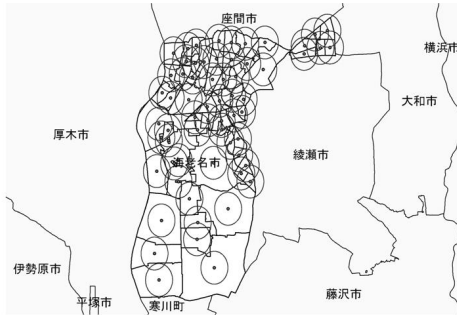 座間市
横浜市
大和市
厚木市
綾瀬市
海老名市
伊勢原市
藤沢市
平塚市
寒川町